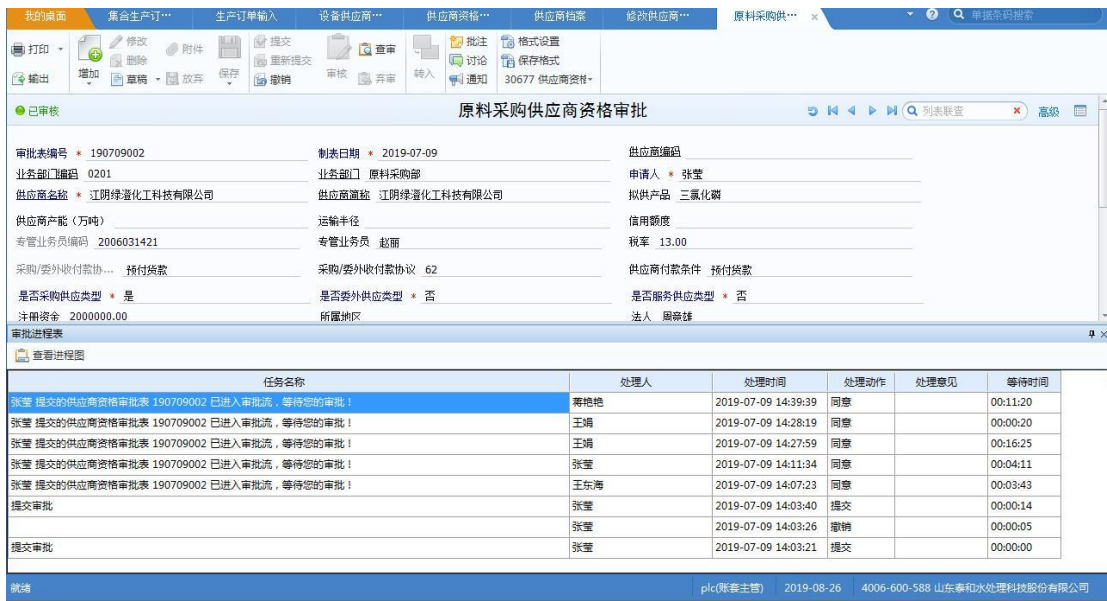 我的桌面 集合生产订… 生产订单输入 设备供应商… 供应商资格… 供应商档案 修改供应商… 原料采购供… × 单据条码搜索
打印 增加 修改 附件 保存 提交 审核 查审 转入 批注 格式设置
删除 重新提交 讨论 保存格式
输出 草稿 放弃 撤销 弃审 通知 30677 供应商资格
已审核 原料采购供应商资格审批 列表联查 × 高级
审批表编号 * 190709002 制表日期 * 2019-07-09 供应商编码
业务部门编码 0201 业务部门 原料采购部 申请人 * 张莹
供应商名称 * 江阴绿澄化工科技有限公司 供应商简称 江阴绿澄化工科技有限公司 拟供产品 三氯化磷
供应商产能（万吨） 运输半径 信用额度
专管业务员编码 2006031421 专管业务员 赵丽 税率 13.00
采购/委外收付款协… 预付货款 采购/委外收付款协议 62 供应商付款条件 预付货款
是否采购供应类型 * 是 是否委外供应类型 * 否 是否服务供应类型 * 否
注册资金 2000000.00 所属地区 法人
审批进程表
查看进程图
任务名称 处理人 处理时间 处理动作 处理意见 等待时间
张莹 提交的供应商资格审批表 190709002 已进入审批流，等待您的审批！ 蒋艳艳 2019-07-09 14:39:39 同意 00:11:20
张莹 提交的供应商资格审批表 190709002 已进入审批流，等待您的审批！ 王娟 2019-07-09 14:28:19 同意 00:00:20
张莹 提交的供应商资格审批表 190709002 已进入审批流，等待您的审批！ 王娟 2019-07-09 14:27:59 同意 00:16:25
张莹 提交的供应商资格审批表 190709002 已进入审批流，等待您的审批！ 张莹 2019-07-09 14:11:34 同意 00:04:11
张莹 提交的供应商资格审批表 190709002 已进入审批流，等待您的审批！ 王东海 2019-07-09 14:07:23 同意 00:03:43
提交审批 张莹 2019-07-09 14:03:40 提交 00:00:14
张莹 2019-07-09 14:03:26 撤销 00:00:05
提交审批 张莹 2019-07-09 14:03:21 提交 00:00:00
就绪 plc(账套主管) 2019-08-26 4006-600-588 山东泰和水处理科技股份有限公司